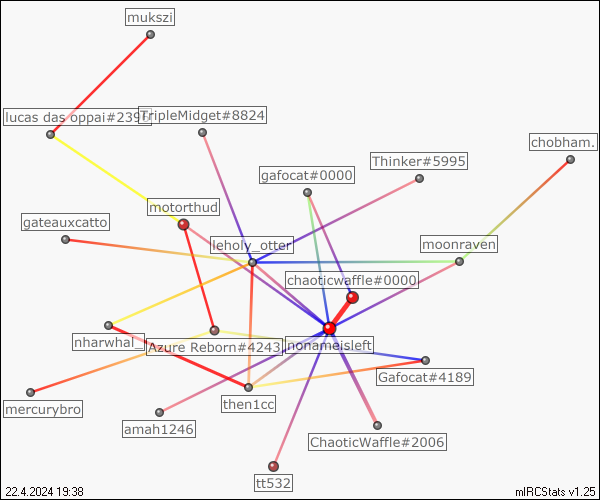 mukszi
lucas das oppai#2396
TripleMidget#8824
chobham.
Thinker#5995
gafocat#0000
motorthud
gateauxcatto
leholy_otter
moonraven
chaoticwaffle#0000
nharwhal_
Azure Reborn#4243
nonameisleft
Gafocat#4189
mercurybro
then1cc
amah1246
ChaoticWaffle#2006
tt532
22.4.2024 19:38
mIRCStats v1.25